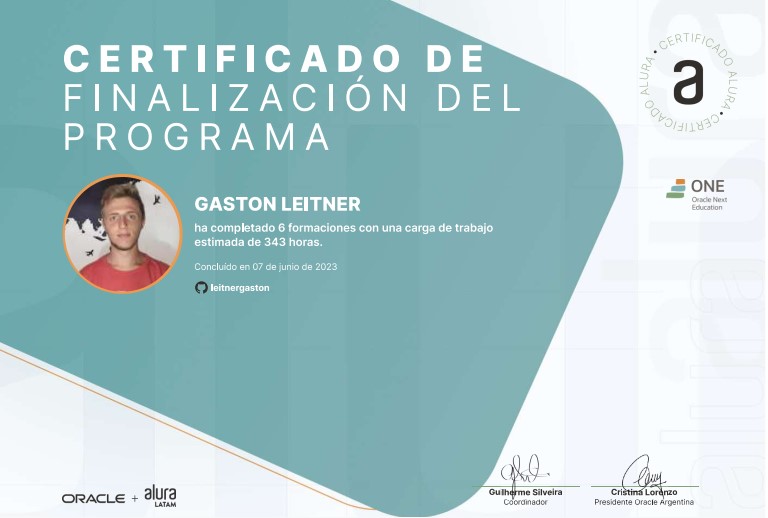 CERTIFICADO DE
FINALIZACIÓN DEL
PROGRAMA
CERTIFICADO ALURA • CERTIFICADO ALURA •
a
ONE
Oracle Next
Education
GASTON LEITNER
ha completado 6 formaciones con una carga de trabajo
estimada de 343 horas.
Concluído en 07 de junio de 2023
leitnergaston
ORACLE + alura
LATAM
Guilherme Silveira
Coordinador
Cristina Lorenzo
Presidente Oracle Argentina